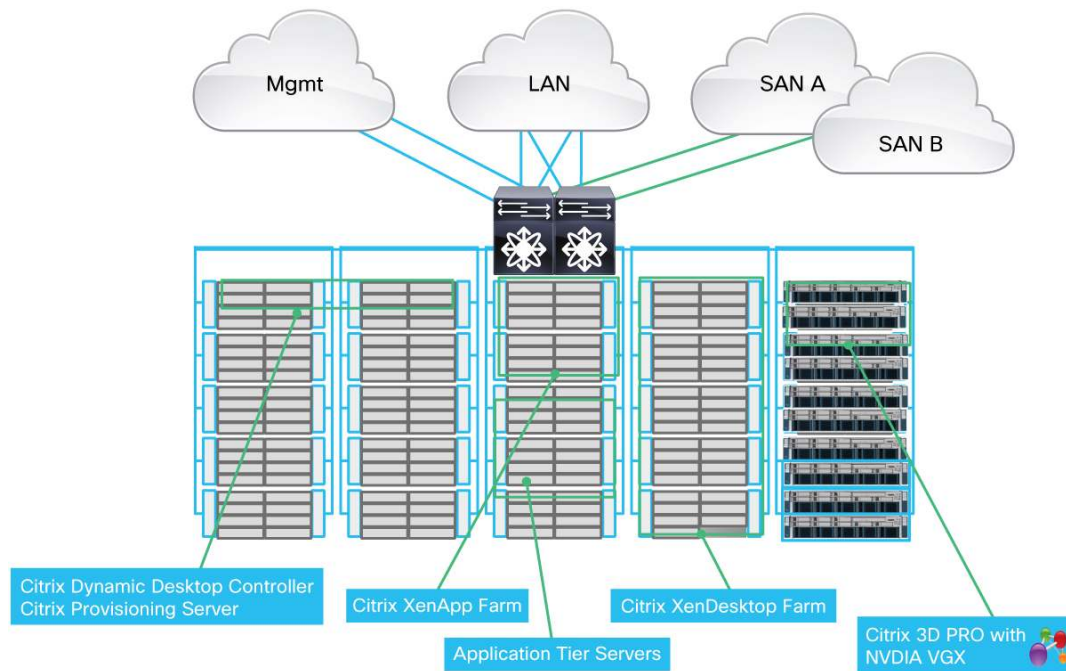 Mgmt
LAN
SAN A
SAN B
Citrix Dynamic Desktop Controller
Citrix Provisioning Server
Citrix XenApp Farm
Citrix XenDesktop Farm
Application Tier Servers
Citrix 3D PRO with
NVDIA VGX